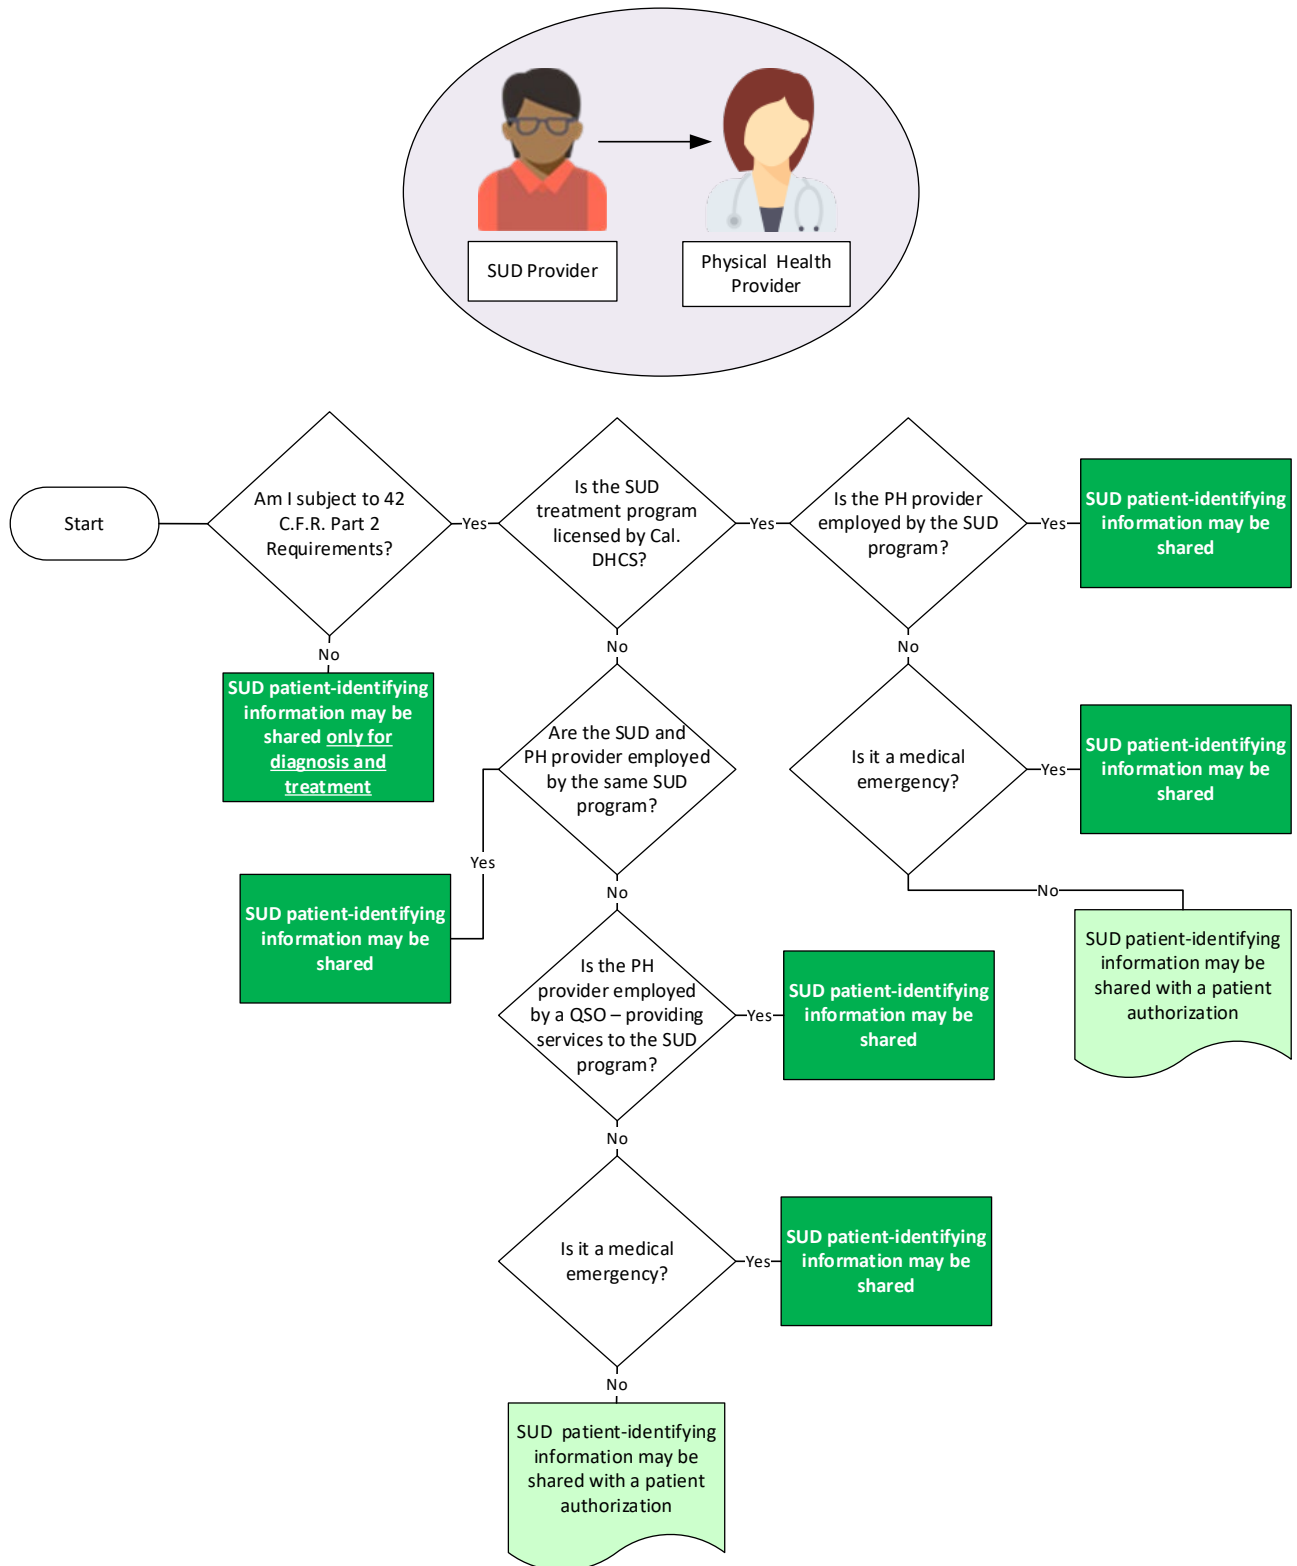 SUD Provider
Physical Health
Provider
Start
Am I subject to 42
C.F.R. Part 2
Requirements?
Yes
Is the SUD
treatment program
licensed by Cal.
DHCS?
Yes
Is the PH provider
employed by the SUD
program?
Yes
SUD patient-identifying
information may be
shared
No
SUD patient-identifying
information may be
shared only for
diagnosis and
treatment
No
Are the SUD and
PH provider employed
by the same SUD
program?
No
Is it a medical
emergency?
Yes
SUD patient-identifying
information may be
shared
Yes
SUD patient-identifying
information may be
shared
No
SUD patient-identifying
information may be
shared with a patient
authorization
No
Is the PH
provider employed
by a QSO – providing
services to the SUD
program?
Yes
SUD patient-identifying
information may be
shared
No
Is it a medical
emergency?
Yes
SUD patient-identifying
information may be
shared
No
SUD patient-identifying
information may be
shared with a patient
authorization